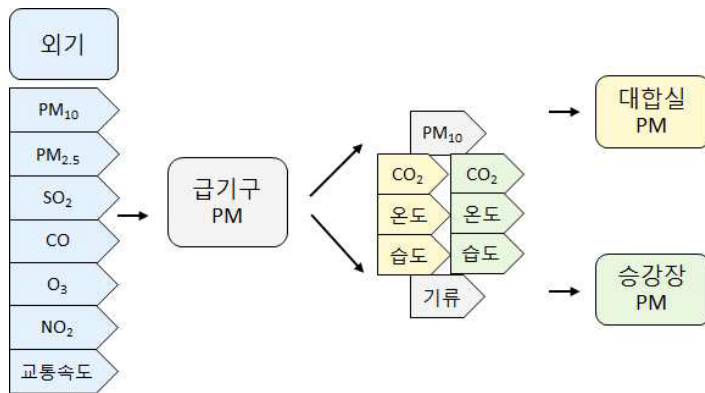 외기
PM₁₀
PM₂.₅
SO₂
CO
O₃
NO₂
교통속도
급기구
PM
PM₁₀
CO₂
CO₂
온도
온도
습도
습도
기류
대합실
PM
승강장
PM